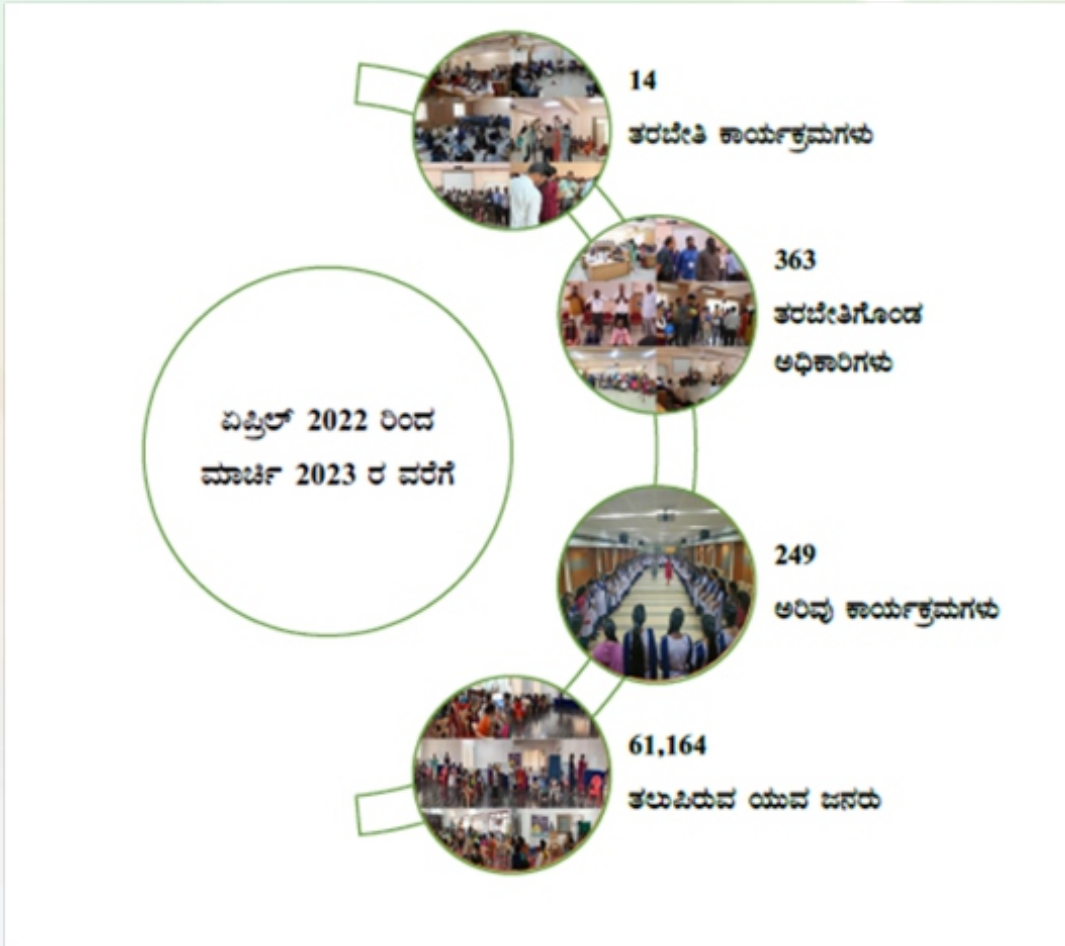 14
ತರಬೇತಿ ಕಾರ್ಯಕ್ರಮಗಳು
363
ತರಬೇತಿಗೊಂಡ
ಅಧಿಕಾರಿಗಳು
ಏಪ್ರಿಲ್ 2022 ರಿಂದ
ಮಾರ್ಚಿ 2023 ರ ವರೆಗೆ
249
ಅರಿವು ಕಾರ್ಯಕ್ರಮಗಳು
61,164
ತಲುಪಿರುವ ಯುವ ಜನರು